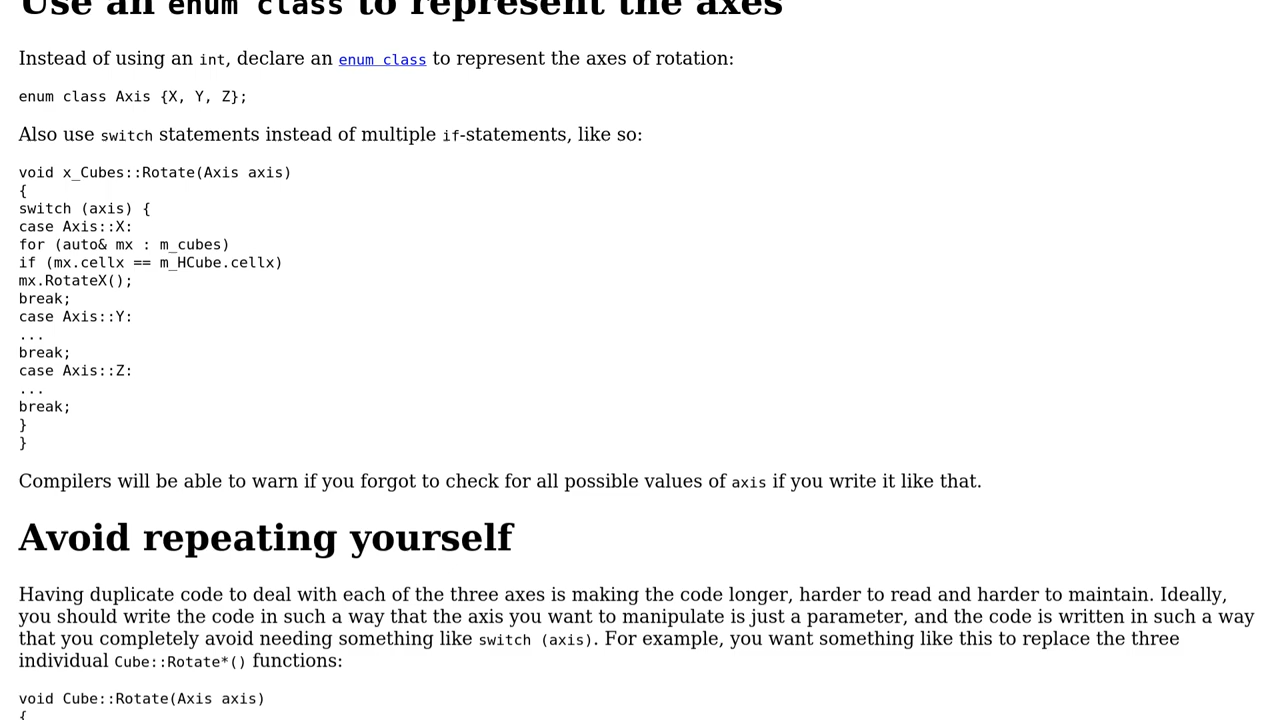 Use an enum class to represent the axes
Instead of using an int, declare an enum class to represent the axes of rotation:
enum class Axis {X, Y, Z};
Also use switch statements instead of multiple if-statements, like so:
void x_Cubes::Rotate(Axis axis)
{
switch (axis) {
case Axis::X:
for (auto& mx : m_cubes)
if (mx.cellx == m_HCube.cellx)
mx.RotateX();
break;
case Axis::Y:
...
break;
case Axis::Z:
...
break;
}
}
Compilers will be able to warn if you forgot to check for all possible values of axis if you write it like that.
Avoid repeating yourself
Having duplicate code to deal with each of the three axes is making the code longer, harder to read and harder to maintain. Ideally,
you should write the code in such a way that the axis you want to manipulate is just a parameter, and the code is written in such a way
that you completely avoid needing something like switch (axis). For example, you want something like this to replace the three
individual Cube::Rotate*() functions:
void Cube::Rotate(Axis axis)
{